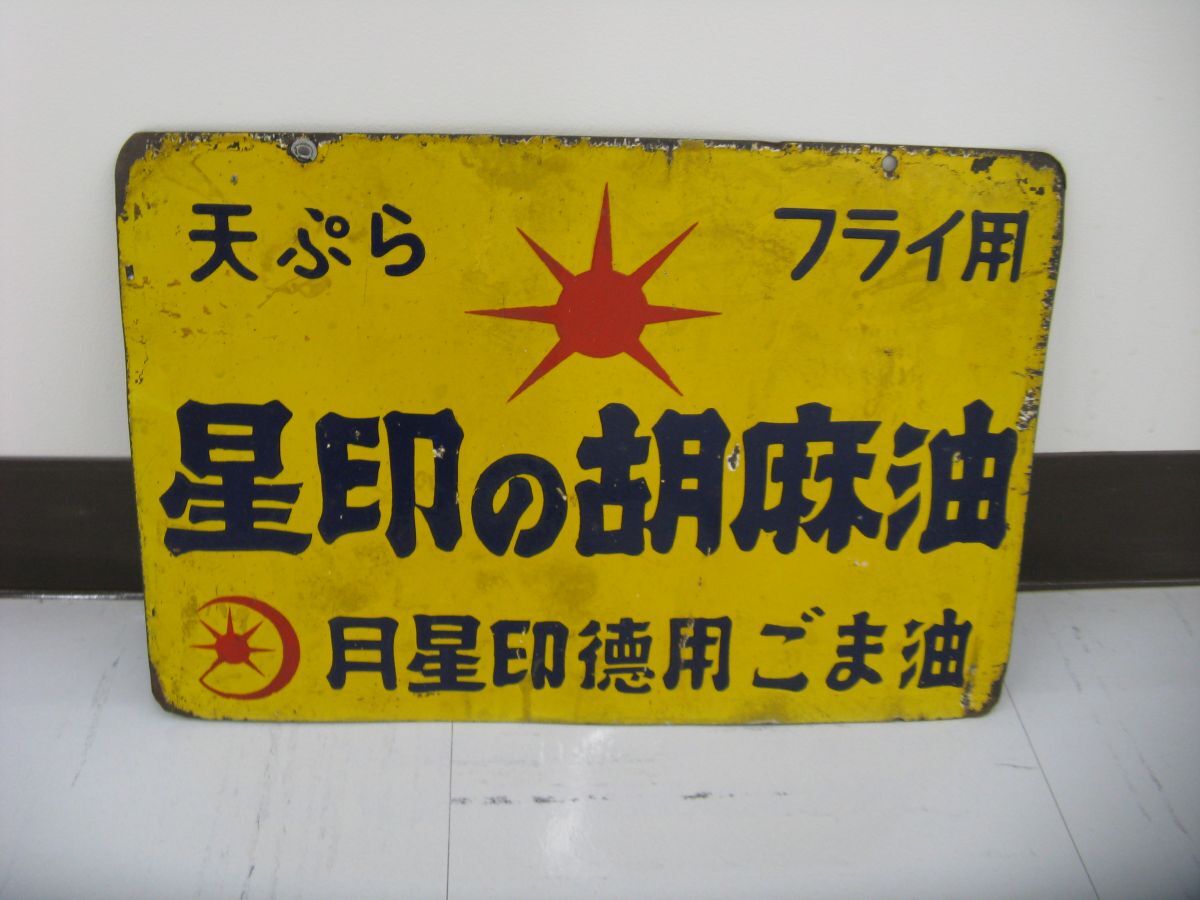 天ぷら フライ用
星印の胡麻油
月星印徳用ごま油